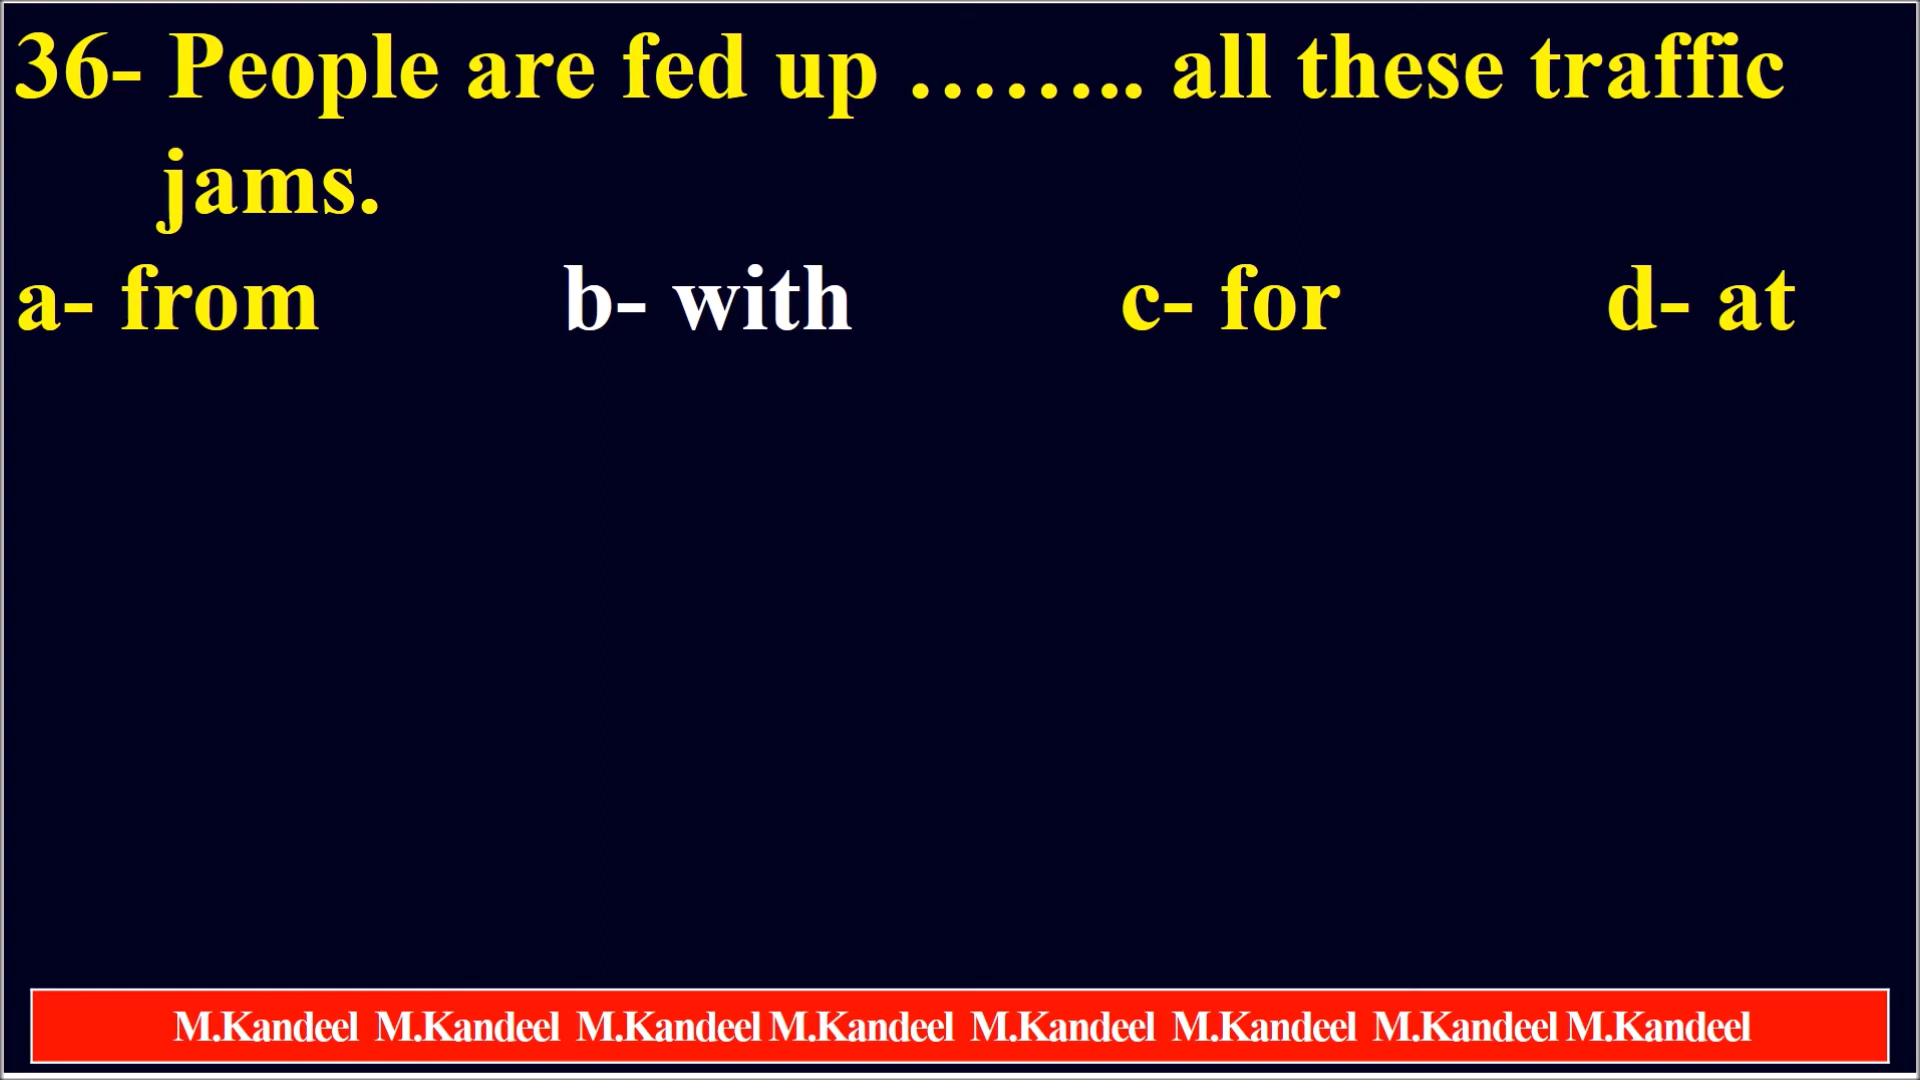 36- People are fed up …….. all these traffic
jams.
a- from b- with c- for d- at
M.Kandeel M.Kandeel M.Kandeel M.Kandeel M.Kandeel M.Kandeel M.Kandeel M.Kandeel